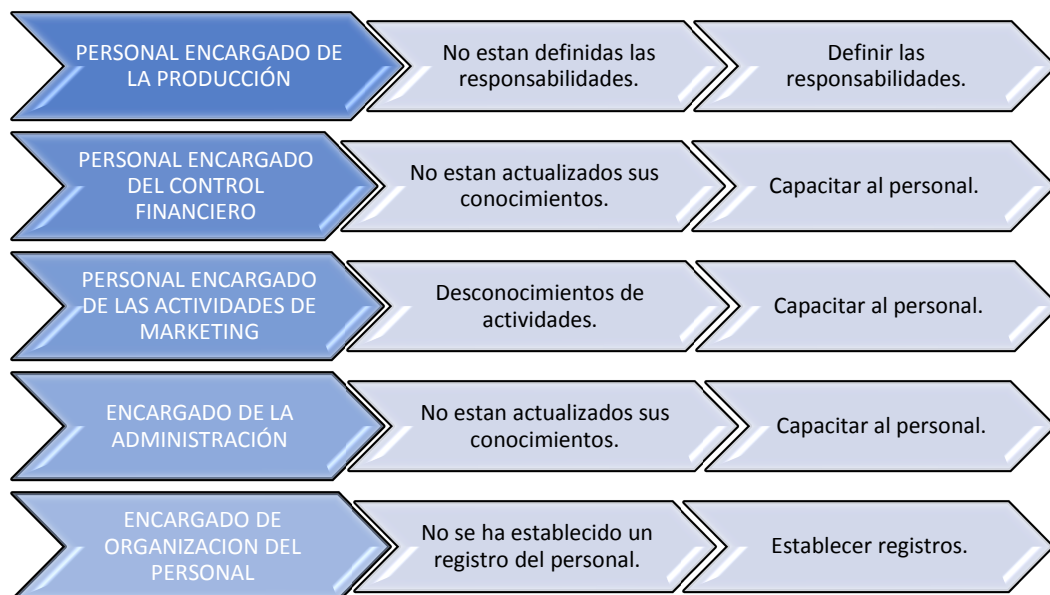 PERSONAL ENCARGADO DE
LA PRODUCCIÓN
No estan definidas las
responsabilidades.
Definir las
responsabilidades.
PERSONAL ENCARGADO
DEL CONTROL
FINANCIERO
No estan actualizados sus
conocimientos.
Capacitar al personal.
PERSONAL ENCARGADO
DE LAS ACTIVIDADES DE
MARKETING
Desconocimientos de
actividades.
Capacitar al personal.
ENCARGADO DE LA
ADMINISTRACIÓN
No estan actualizados sus
conocimientos.
Capacitar al personal.
ENCARGADO DE
ORGANIZACION DEL
PERSONAL
No se ha establecido un
registro del personal.
Establecer registros.